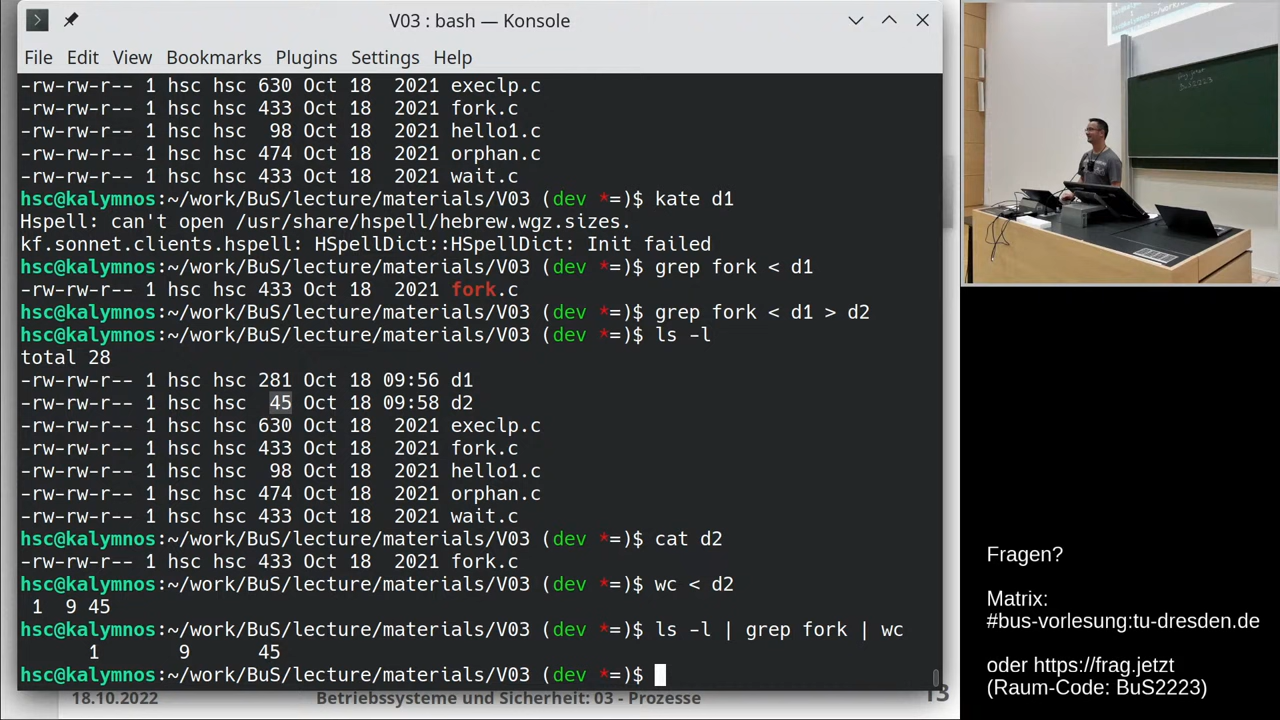 V03 : bash — Konsole
File Edit View Bookmarks Plugins Settings Help
-rw-rw-r-- 1 hsc hsc 630 Oct 18  2021 execlp.c
-rw-rw-r-- 1 hsc hsc 433 Oct 18  2021 fork.c
-rw-rw-r-- 1 hsc hsc  98 Oct 18  2021 hello1.c
-rw-rw-r-- 1 hsc hsc 474 Oct 18  2021 orphan.c
-rw-rw-r-- 1 hsc hsc 433 Oct 18  2021 wait.c
hsc@kalymnos:~/work/BuS/lecture/materials/V03 (dev *=)$ kate d1
Hspell: can't open /usr/share/hspell/hebrew.wgz.sizes.
kf.sonnet.clients.hspell: HSpellDict::HSpellDict: Init failed
hsc@kalymnos:~/work/BuS/lecture/materials/V03 (dev *=)$ grep fork < d1
-rw-rw-r-- 1 hsc hsc 433 Oct 18  2021 fork.c
hsc@kalymnos:~/work/BuS/lecture/materials/V03 (dev *=)$ grep fork < d1 > d2
hsc@kalymnos:~/work/BuS/lecture/materials/V03 (dev *=)$ ls -l
total 28
-rw-rw-r-- 1 hsc hsc 281 Oct 18 09:56 d1
-rw-rw-r-- 1 hsc hsc  45 Oct 18 09:58 d2
-rw-rw-r-- 1 hsc hsc 630 Oct 18  2021 execlp.c
-rw-rw-r-- 1 hsc hsc 433 Oct 18  2021 fork.c
-rw-rw-r-- 1 hsc hsc  98 Oct 18  2021 hello1.c
-rw-rw-r-- 1 hsc hsc 474 Oct 18  2021 orphan.c
-rw-rw-r-- 1 hsc hsc 433 Oct 18  2021 wait.c
hsc@kalymnos:~/work/BuS/lecture/materials/V03 (dev *=)$ cat d2
-rw-rw-r-- 1 hsc hsc 433 Oct 18  2021 fork.c
hsc@kalymnos:~/work/BuS/lecture/materials/V03 (dev *=)$ wc < d2
 1  9 45
hsc@kalymnos:~/work/BuS/lecture/materials/V03 (dev *=)$ ls -l | grep fork | wc
      1       9      45
hsc@kalymnos:~/work/BuS/lecture/materials/V03 (dev *=)$
18.10.2022 Betriebssysteme und Sicherheit: 03 - Prozesse 13
Fragen?
Matrix:
#bus-vorlesung:tu-dresden.de
oder https://frag.jetzt
(Raum-Code: BuS2223)